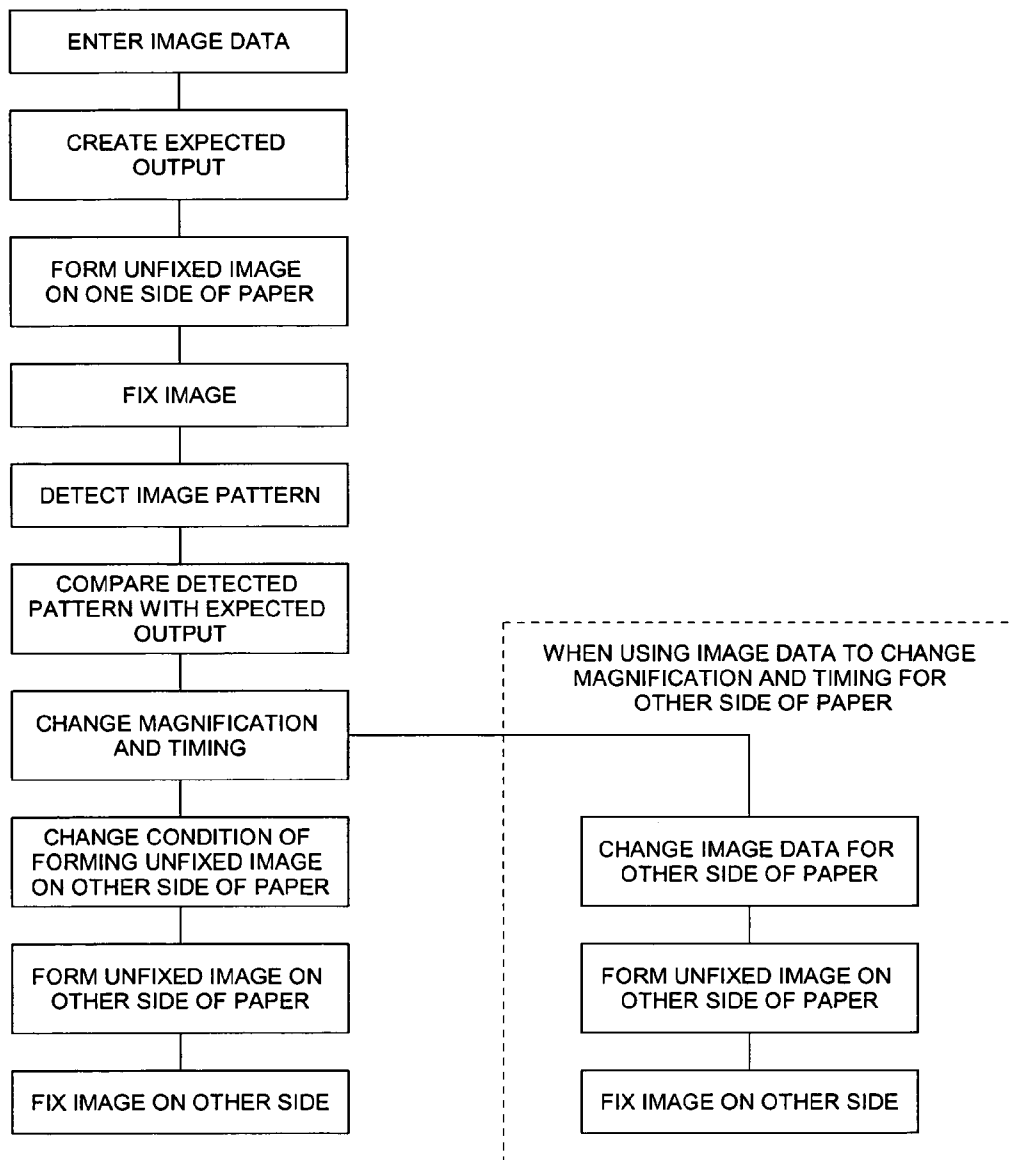 ENTER IMAGE DATA
CREATE EXPECTED
OUTPUT
FORM UNFIXED IMAGE
ON ONE SIDE OF PAPER
FIX IMAGE
DETECT IMAGE PATTERN
COMPARE DETECTED
PATTERN WITH EXPECTED
OUTPUT
CHANGE MAGNIFICATION
AND TIMING
CHANGE CONDITION OF
FORMING UNFIXED IMAGE
ON OTHER SIDE OF PAPER
FORM UNFIXED IMAGE ON
OTHER SIDE OF PAPER
FIX IMAGE ON OTHER SIDE
WHEN USING IMAGE DATA TO CHANGE
MAGNIFICATION AND TIMING FOR
OTHER SIDE OF PAPER
CHANGE IMAGE DATA FOR
OTHER SIDE OF PAPER
FORM UNFIXED IMAGE ON
OTHER SIDE OF PAPER
FIX IMAGE ON OTHER SIDE